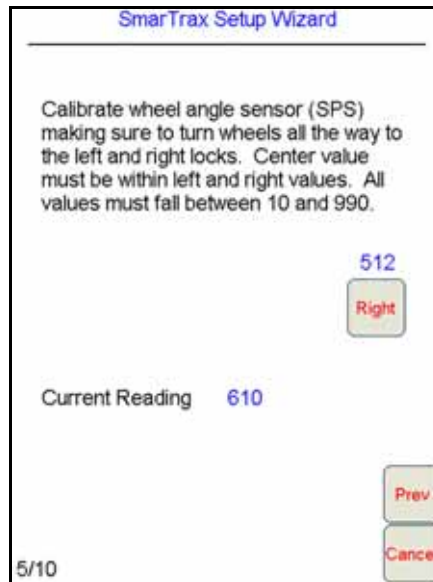 SmarTrax Setup Wizard
Calibrate wheel angle sensor (SPS)
making sure to turn wheels all the way to
the left and right locks.  Center value
must be within left and right values.  All
values must fall between 10 and 990.
512
Right
Current Reading 610
Prev
Cance
5/10